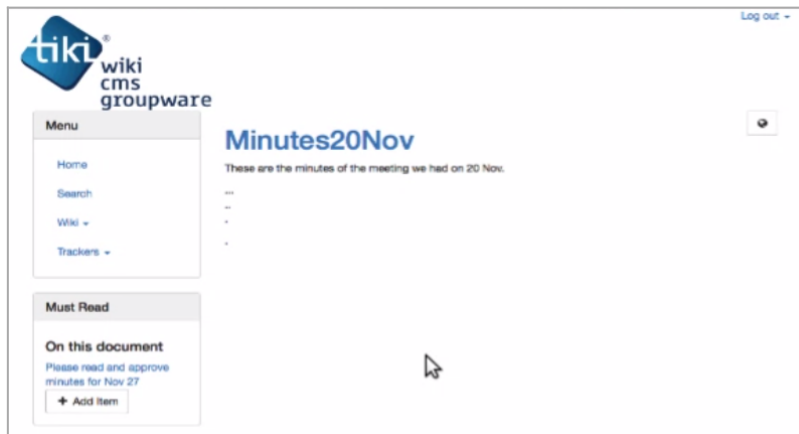 Log out
tiki®
wiki
cms
groupware
Menu
Home
Search
Wiki
Trackers
Minutes20Nov
These are the minutes of the meeting we had on 20 Nov.
...
..
.
.
Must Read
On this document
Please read and approve
minutes for Nov 27
+ Add Item